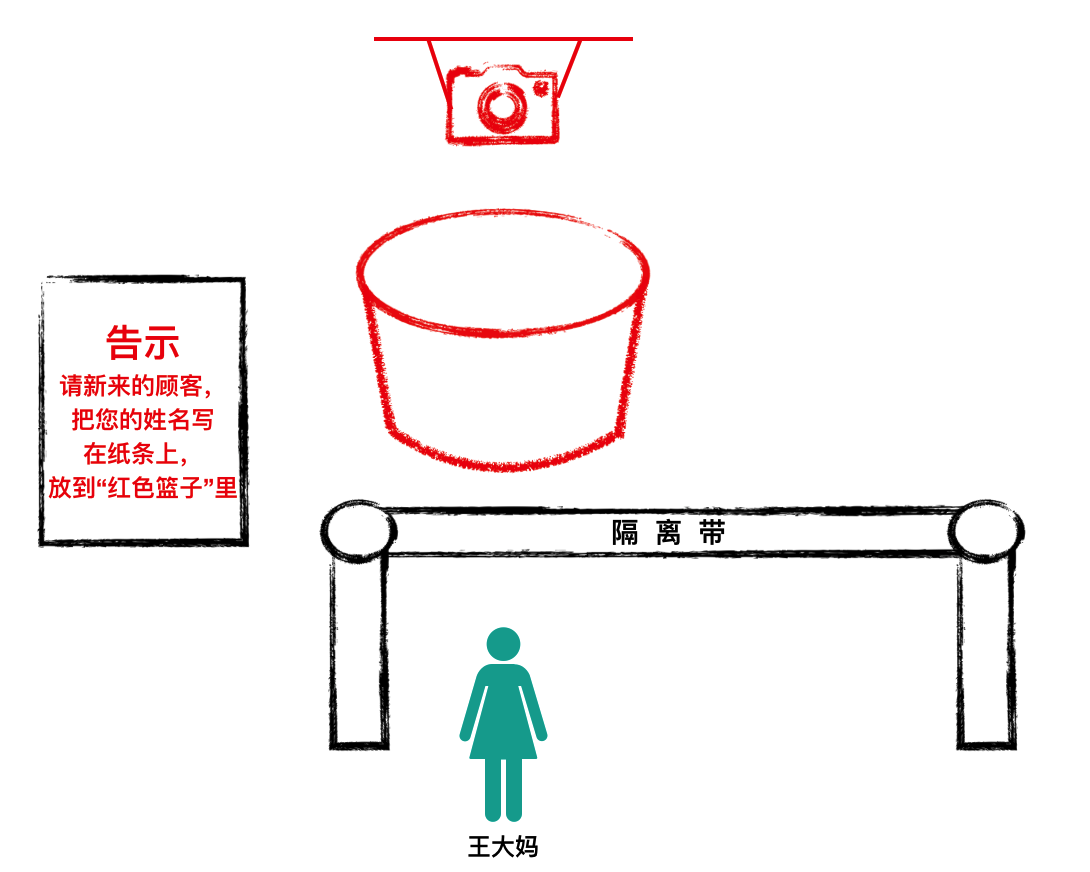 告示
请新来的顾客，
把您的姓名写
在纸条上，
放到“红色篮子”里
隔离带
王大妈